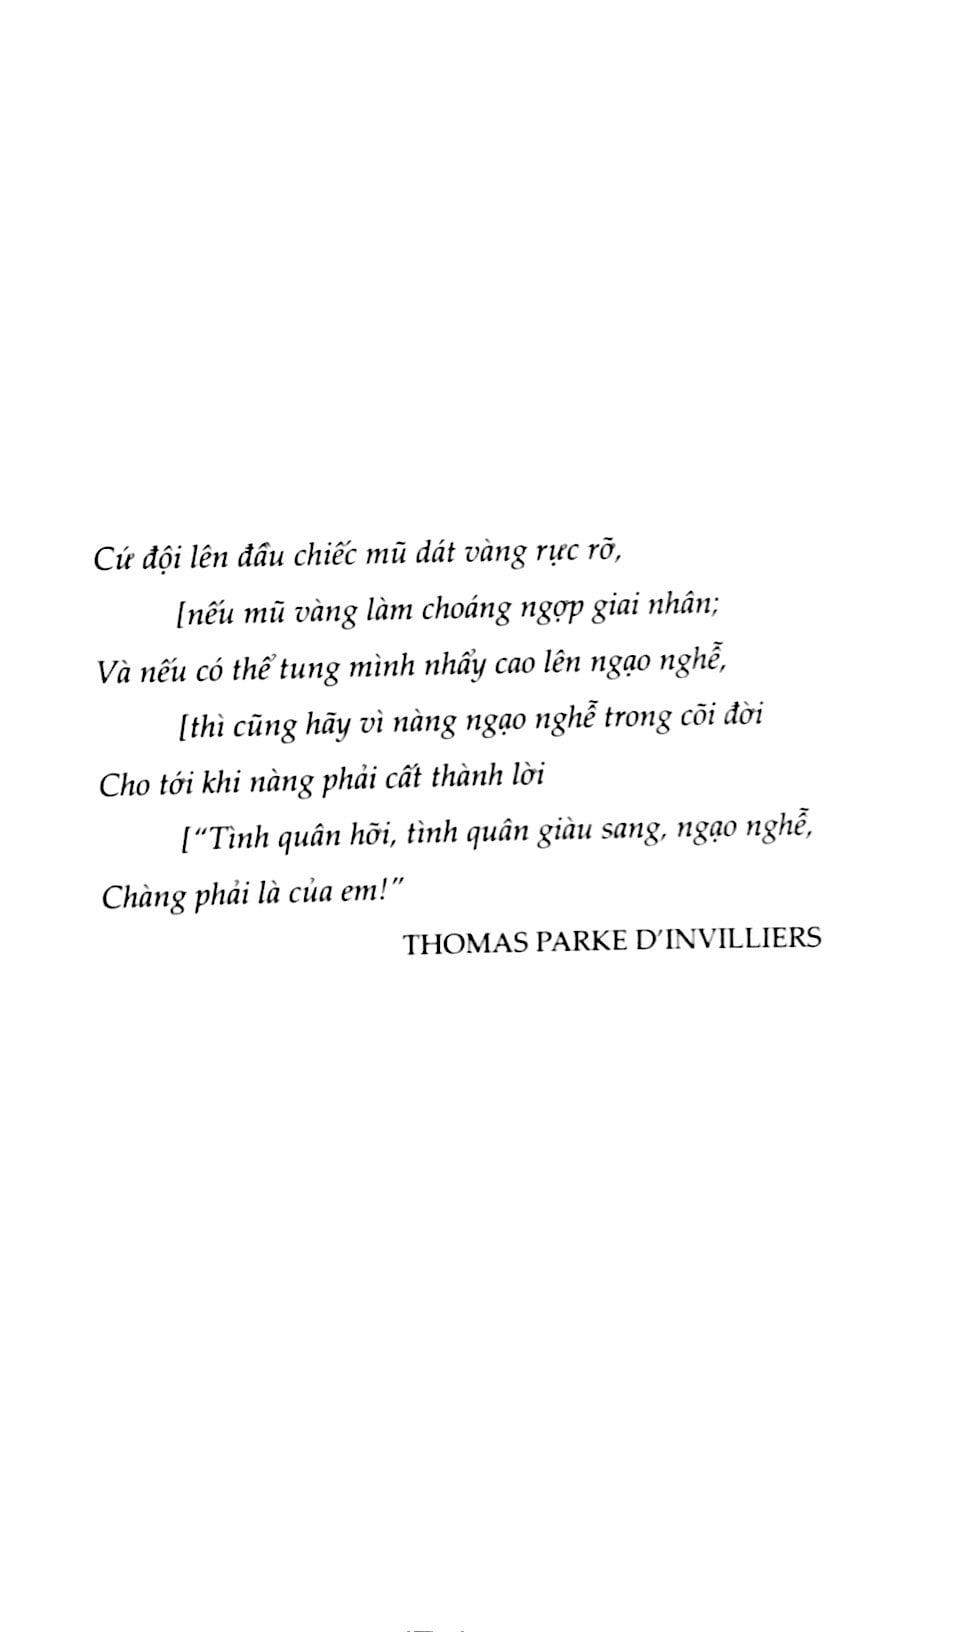 Cứ đội lên đầu chiếc mũ dát vàng rực rỡ,
[nếu mũ vàng làm choáng ngợp giai nhân;
Và nếu có thể tung mình nhẩy cao lên ngạo nghễ,
[thì cũng hãy vì nàng ngạo nghễ trong cõi đời
Cho tới khi nàng phải cất thành lời
[“Tình quân hỡi, tình quân giàu sang, ngạo nghễ,
Chàng phải là của em!”
THOMAS PARKE D’INVILLIERS